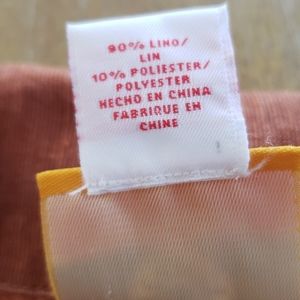 90% LINO/
LIN
10% POLIESTER/
POLYESTER
HECHO EN CHINA
FABRIQUE EN
CHINE